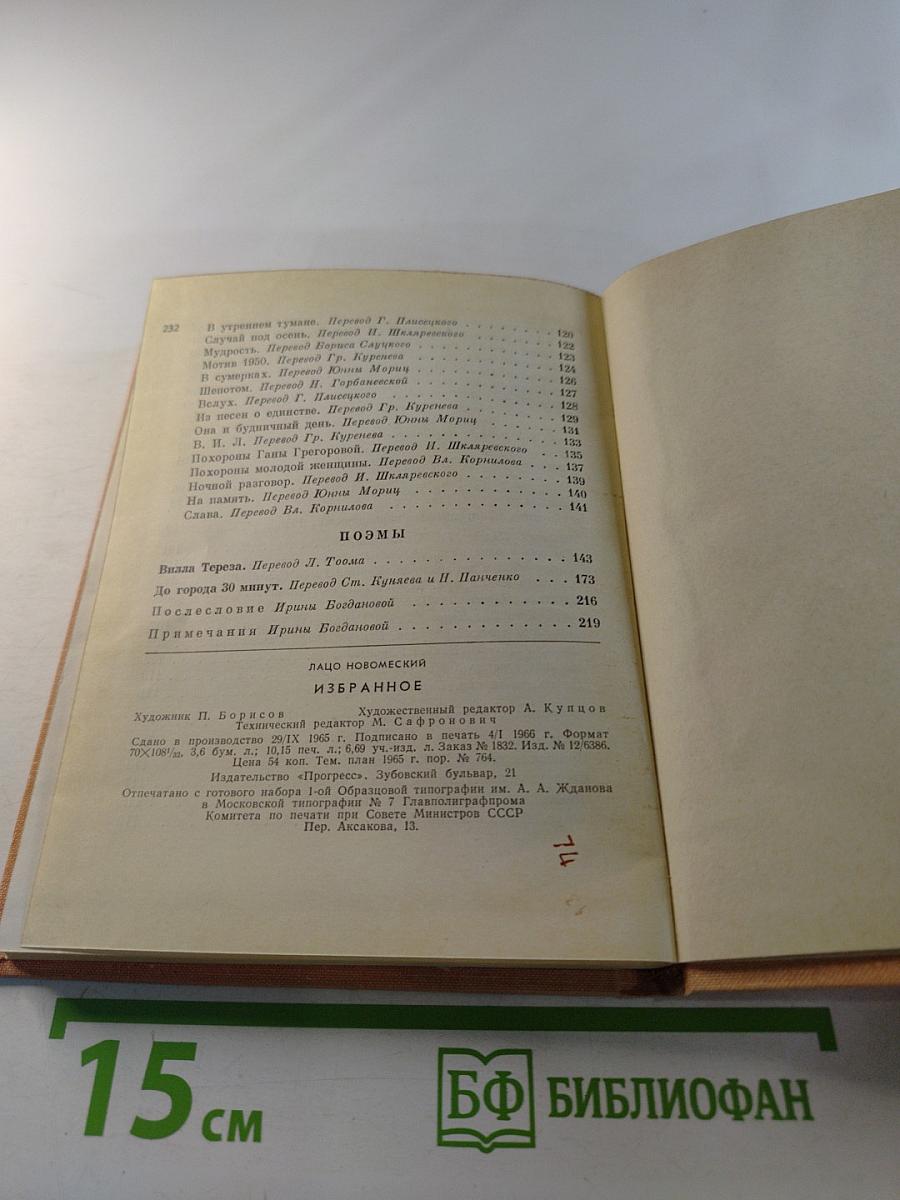 232
В утреннем тумане. Перевод Г. Плисецкого . . . . . . . . 120
Случай под осень. Перевод И. Шкляревского . . . . . . . 122
Мудрость. Перевод Бориса Слуцкого . . . . . . . . . . . 123
Мотив 1950. Перевод Гр. Куренева . . . . . . . . . . . 124
В сумерках. Перевод Юнны Мориц . . . . . . . . . . . 126
Шепотом. Перевод Н. Горбаневской . . . . . . . . . . . 127
Вслух. Перевод Г. Плисецкого . . . . . . . . . . . 128
На песен о единстве. Перевод Гр. Куренева . . . . . . . . 129
Она и будничный день. Перевод Юнны Мориц . . . . . . 131
В. И. Л. Перевод Гр. Куренева . . . . . . . . . . . 133
Похороны Ганы Грегоровой. Перевод И. Шкляревского . . 135
Похороны молодой женщины. Перевод Вл. Корнилова . . . 137
Ночной разговор. Перевод И. Шкляревского . . . . . . . 139
На память. Перевод Юнны Мориц . . . . . . . . . . . 140
Слава. Перевод Вл. Корнилова . . . . . . . . . . . . 141
ПОЭМЫ
Вилла Тереза. Перевод Л. Тоома . . . . . . . . . . . . . 143
До города 30 минут. Перевод Ст. Куняева и Н. Панченко . . . 173
Послесловие Ирины Богдановой . . . . . . . . . . . . 216
Примечания Ирины Богдановой . . . . . . . . . . . . 219
ЛАЦО НОВОМЕСКИЙ
ИЗБРАННОЕ
Художник П. Борисов Художественный редактор А. Купцов
Технический редактор М. Сафронович
Сдано в производство 29/IX 1965 г. Подписано в печать 4/I 1966 г. Формат
70×108¹/₃₂. 3,6 бум. л.; 10,15 печ. л.; 6,69 уч.-изд. л. Заказ № 1832. Изд. № 12/6386.
Цена 54 коп. Тем. план 1965 г. пор. № 764.
Издательство «Прогресс». Зубовский бульвар, 21
Отпечатано с готового набора 1-ой Образцовой типографии им. А. А. Жданова
в Московской типографии № 7 Главполиграфпрома
Комитета по печати при Совете Министров СССР
Пер. Аксакова, 13.
15 см
БФ БИБЛИОФАН